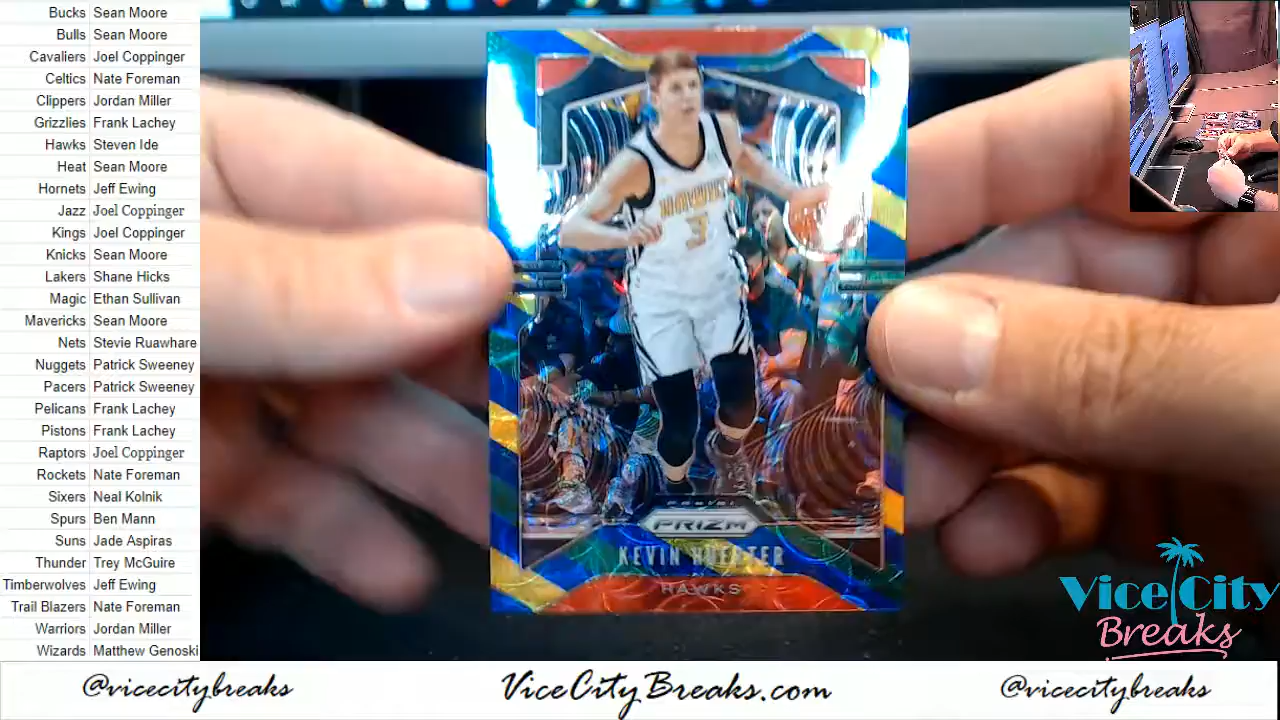 Bucks Sean Moore
Bulls Sean Moore
Cavaliers Joel Coppinger
Celtics Nate Foreman
Clippers Jordan Miller
Grizzlies Frank Lachey
Hawks Steven Ide
Heat Sean Moore
Hornets Jeff Ewing
Jazz Joel Coppinger
Kings Joel Coppinger
Knicks Sean Moore
Lakers Shane Hicks
Magic Ethan Sullivan
Mavericks Sean Moore
Nets Stevie Ruawhare
Nuggets Patrick Sweeney
Pacers Patrick Sweeney
Pelicans Frank Lachey
Pistons Frank Lachey
Raptors Joel Coppinger
Rockets Nate Foreman
Sixers Neal Kolnik
Spurs Ben Mann
Suns Jade Aspiras
Thunder Trey McGuire
Timberwolves Jeff Ewing
Trail Blazers Nate Foreman
Warriors Jordan Miller
Wizards Matthew Genoski
3
PANINI
PRIZM
KEVIN HUERTER
HAWKS
Vice City
Breaks
@vicecitybreaks
ViceCityBreaks.com
@vicecitybreaks